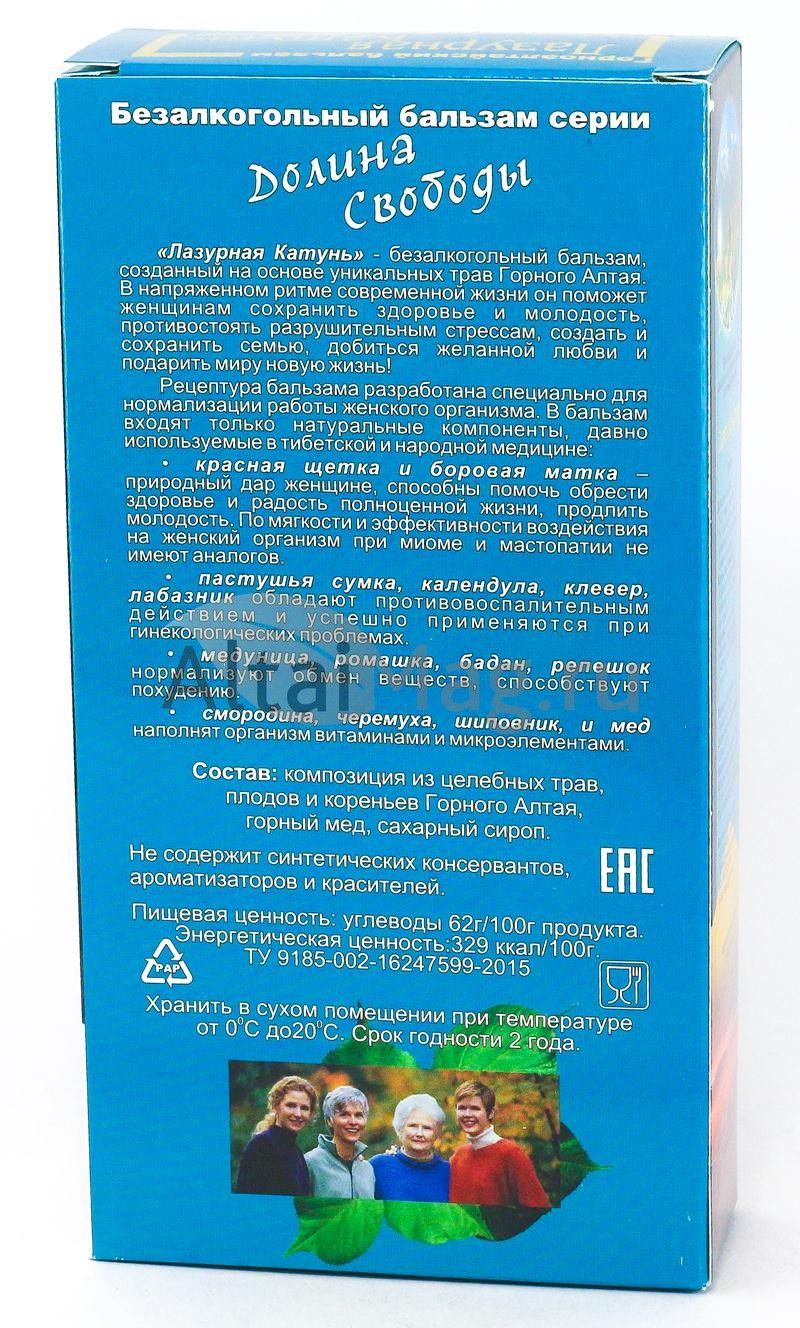 Горноалтайский бальзам
Лазурная
Безалкогольный бальзам серии
Долина
Свободы
«Лазурная Катунь» - безалкогольный бальзам,
созданный на основе уникальных трав Горного Алтая.
В напряженном ритме современной жизни он поможет
женщинам сохранить здоровье и молодость,
противостоять разрушительным стрессам, создать и
сохранить семью, добиться желанной любви и
подарить миру новую жизнь!
Рецептура бальзама разработана специально для
нормализации работы женского организма. В бальзам
входят только натуральные компоненты, давно
используемые в тибетской и народной медицине:
• красная щетка и боровая матка –
природный дар женщине, способны помочь обрести
здоровье и радость полноценной жизни, продлить
молодость. По мягкости и эффективности воздействия
на женский организм при миоме и мастопатии не
имеют аналогов.
• пастушья сумка, календула, клевер,
лабазник обладают противовоспалительным
действием и успешно применяются при
гинекологических проблемах.
• медуница, ромашка, бадан, репешок
нормализуют обмен веществ, способствуют
похудению.
• смородина, черемуха, шиповник, и мед
наполнят организм витаминами и микроэлементами.
AltaiMag.ru
Состав: композиция из целебных трав,
плодов и кореньев Горного Алтая,
горный мед, сахарный сироп.
Не содержит синтетических консервантов,
ароматизаторов и красителей.
EAC
Пищевая ценность: углеводы 62г/100г продукта.
Энергетическая ценность:329 ккал/100г.
ТУ 9185-002-16247599-2015
PAP
Хранить в сухом помещении при температуре
от 0°С до20°С. Срок годности 2 года.